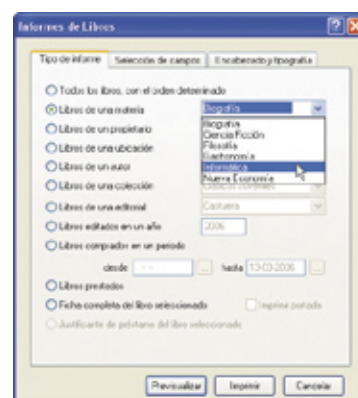 Informes de Libros
Tipo de informe Selección de campos Encabezado y tipografía
Todos los libros, con el orden determinado
Libros de una materia Biografía
Biografía
Ciencia Ficción
Filosofía
Gastronomía
Informática
Nueva Economía
Libros de un propietario
Libros de una ubicación
Libros de un autor
Libros de una colección Clásicos
Libros de una editorial Castuera
Libros editados en un año 2006
Libros comprados en un periodo
desde - - ... hasta 13-03-2006 ...
Libros prestados
Ficha completa del libro seleccionado Imprimir portada
Justificante de préstamo del libro seleccionado
Previsualizar Imprimir Cancelar